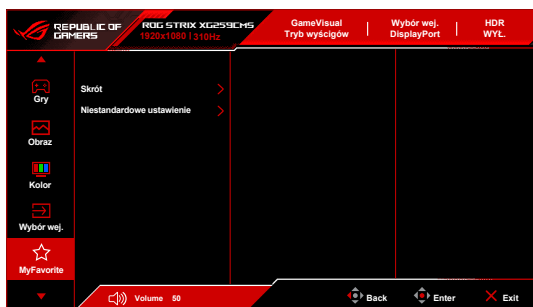 REPUBLIC OF
GAMERS
ROG STRIX XG259CMS
1920x1080 | 310Hz
GameVisual
Tryb wyścigów
Wybór wej.
DisplayPort
HDR
WYŁ.
Gry
Obraz
Kolor
Wybór wej.
MyFavorite
Skrót
Niestandardowe ustawienie
Volume 50
Back
Enter
Exit